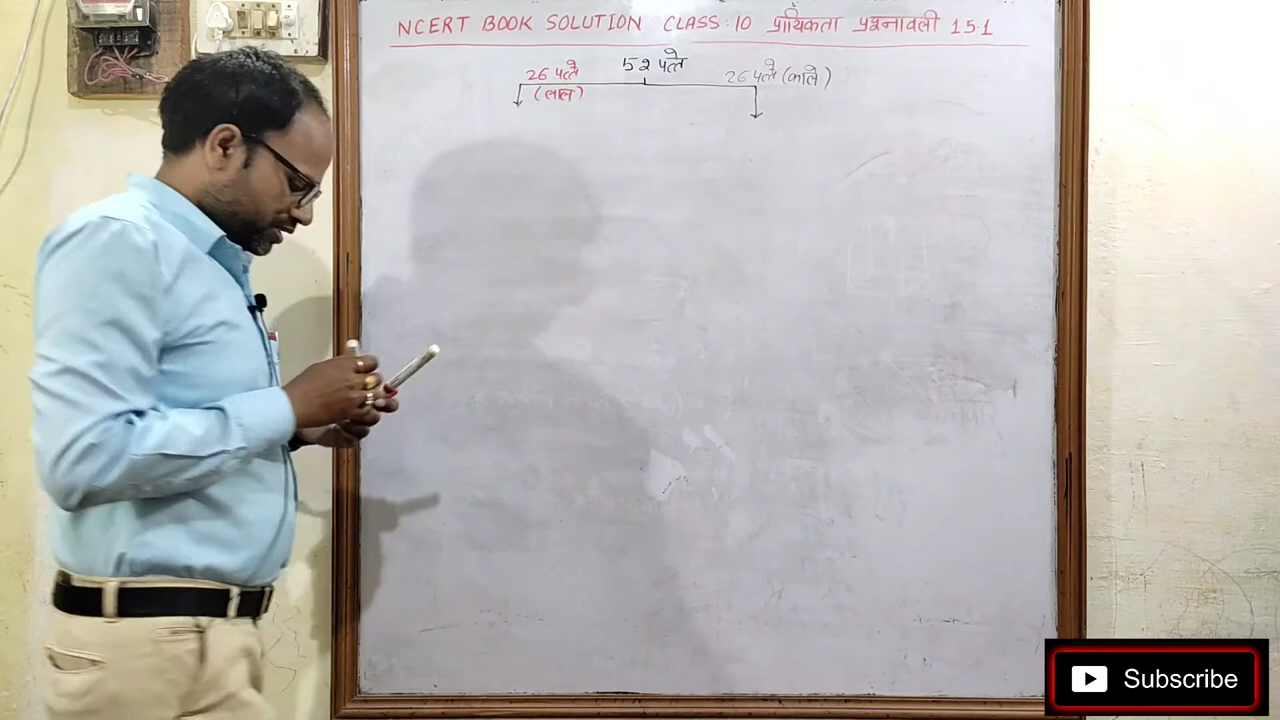 NCERT BOOK SOLUTION CLASS:10 प्रायिकता प्रश्नावली 15.1
52 पत्ते
26 पत्ते
(लाल)
26 पत्ते (काले)
Subscribe